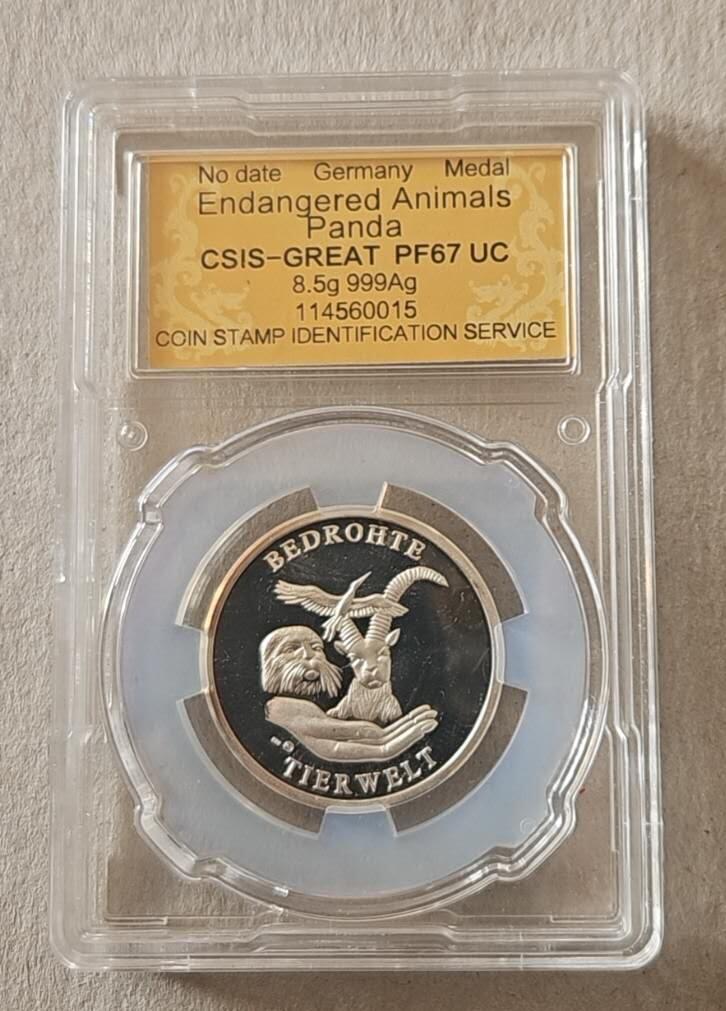 No date Germany Medal
Endangered Animals
Panda
CSIS-GREAT PF67 UC
8.5g 999Ag
114560015
COIN STAMP IDENTIFICATION SERVICE
BEDROHTE
TIERWELT